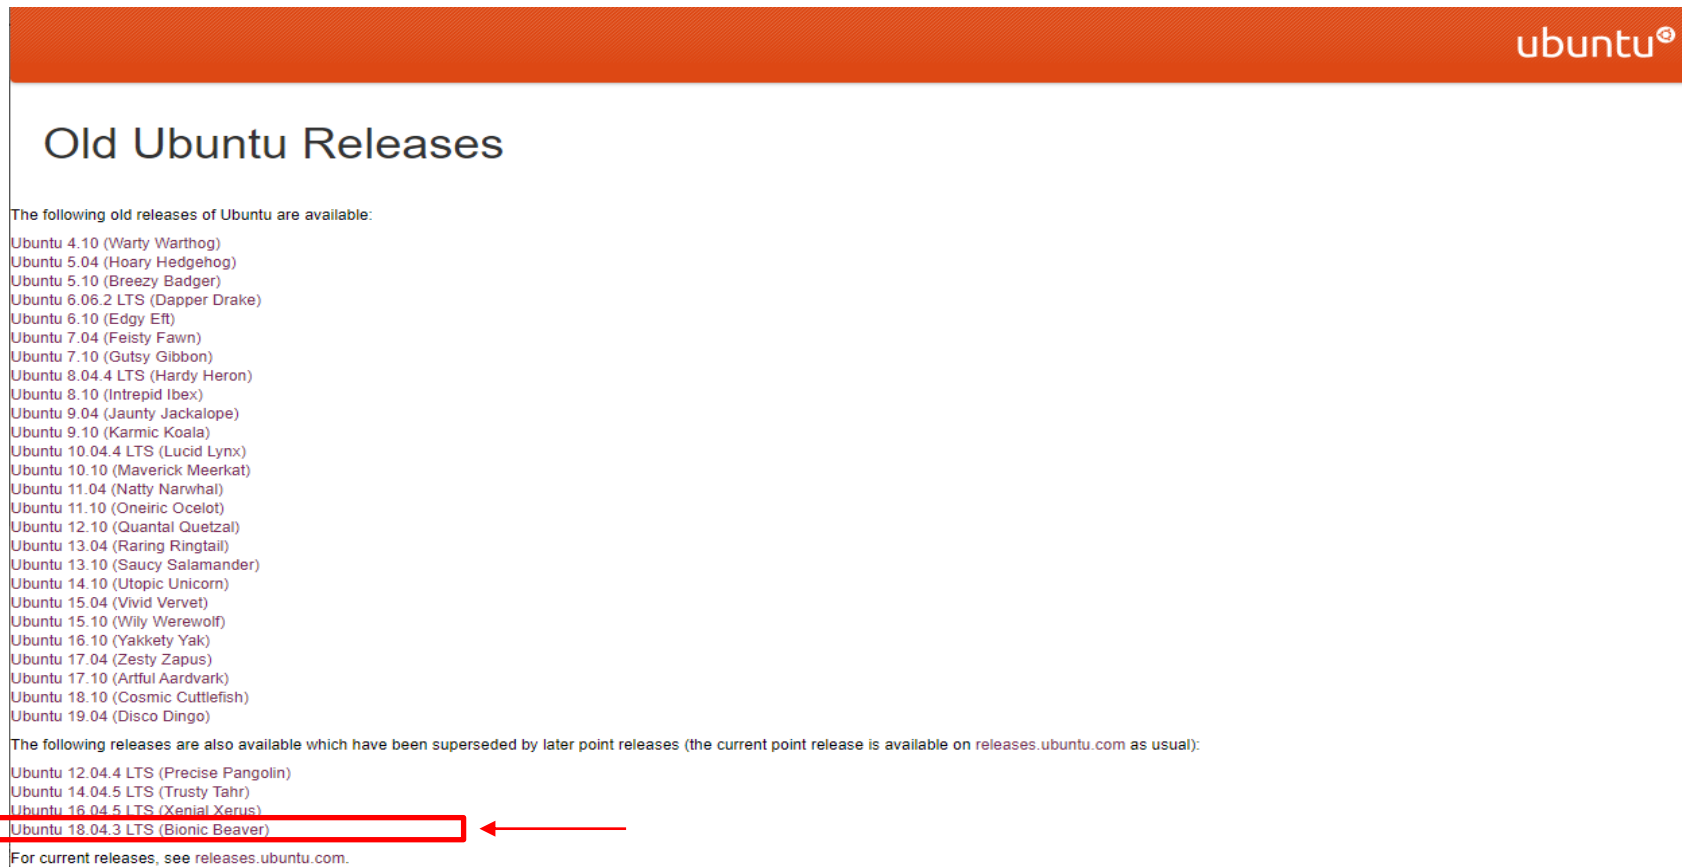 ubuntu
Old Ubuntu Releases
The following old releases of Ubuntu are available:
Ubuntu 4.10 (Warty Warthog)
Ubuntu 5.04 (Hoary Hedgehog)
Ubuntu 5.10 (Breezy Badger)
Ubuntu 6.06.2 LTS (Dapper Drake)
Ubuntu 6.10 (Edgy Eft)
Ubuntu 7.04 (Feisty Fawn)
Ubuntu 7.10 (Gutsy Gibbon)
Ubuntu 8.04.4 LTS (Hardy Heron)
Ubuntu 8.10 (Intrepid Ibex)
Ubuntu 9.04 (Jaunty Jackalope)
Ubuntu 9.10 (Karmic Koala)
Ubuntu 10.04.4 LTS (Lucid Lynx)
Ubuntu 10.10 (Maverick Meerkat)
Ubuntu 11.04 (Natty Narwhal)
Ubuntu 11.10 (Oneiric Ocelot)
Ubuntu 12.10 (Quantal Quetzal)
Ubuntu 13.04 (Raring Ringtail)
Ubuntu 13.10 (Saucy Salamander)
Ubuntu 14.10 (Utopic Unicorn)
Ubuntu 15.04 (Vivid Vervet)
Ubuntu 15.10 (Wily Werewolf)
Ubuntu 16.10 (Yakkety Yak)
Ubuntu 17.04 (Zesty Zapus)
Ubuntu 17.10 (Artful Aardvark)
Ubuntu 18.10 (Cosmic Cuttlefish)
Ubuntu 19.04 (Disco Dingo)
The following releases are also available which have been superseded by later point releases (the current point release is available on releases.ubuntu.com as usual):
Ubuntu 12.04.4 LTS (Precise Pangolin)
Ubuntu 14.04.5 LTS (Trusty Tahr)
Ubuntu 16.04.5 LTS (Xenial Xerus)
Ubuntu 18.04.3 LTS (Bionic Beaver)
For current releases, see releases.ubuntu.com.